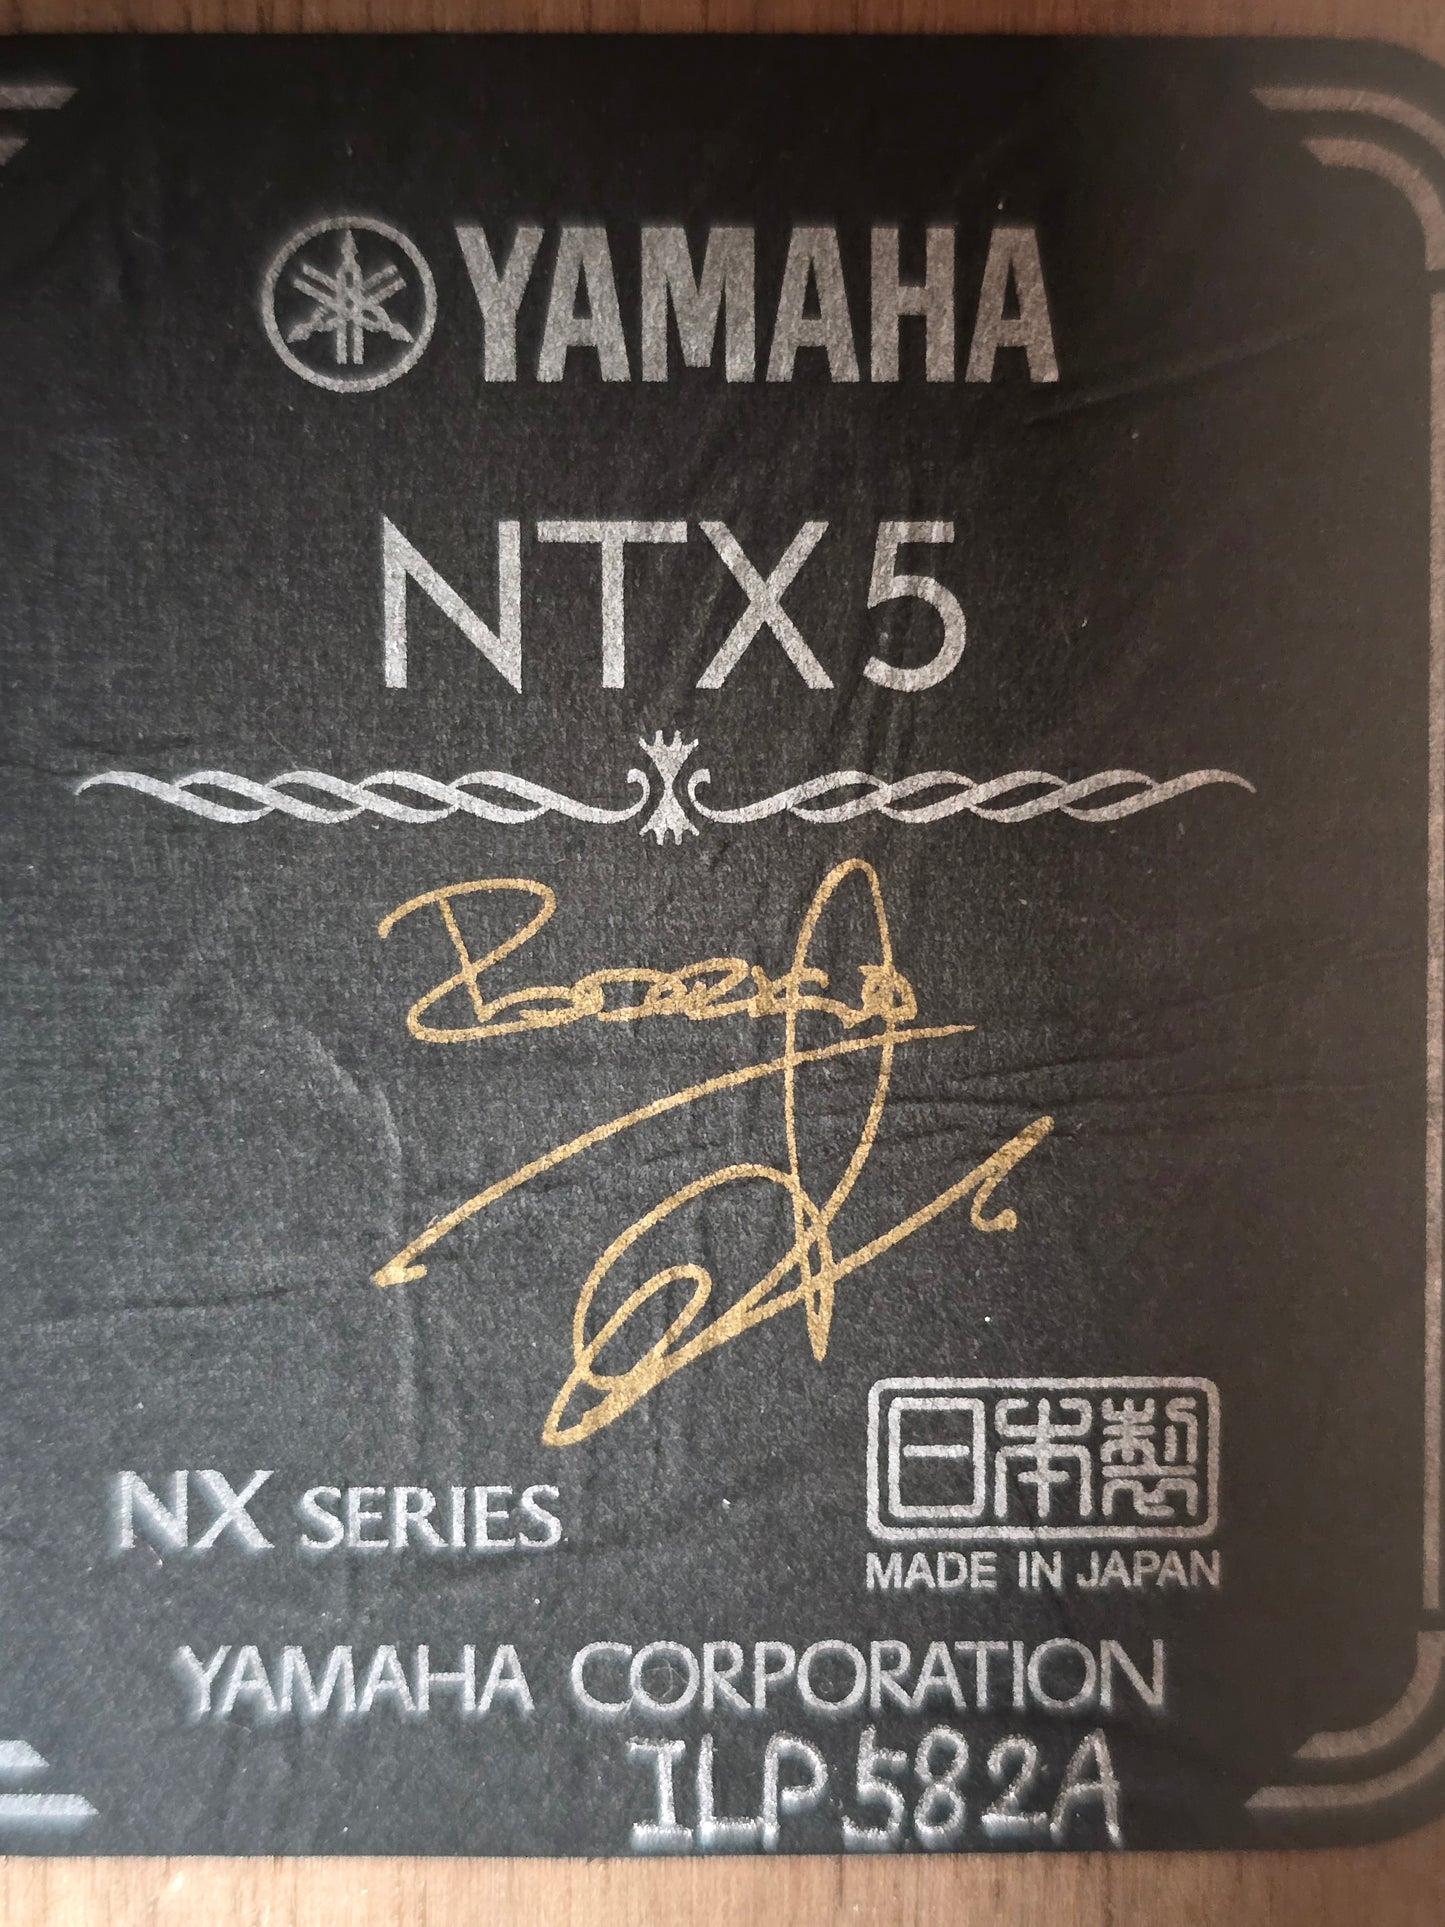 YAMAHA
NTX5
NX SERIES
日本製
MADE IN JAPAN
YAMAHA CORPORATION
ILP582A